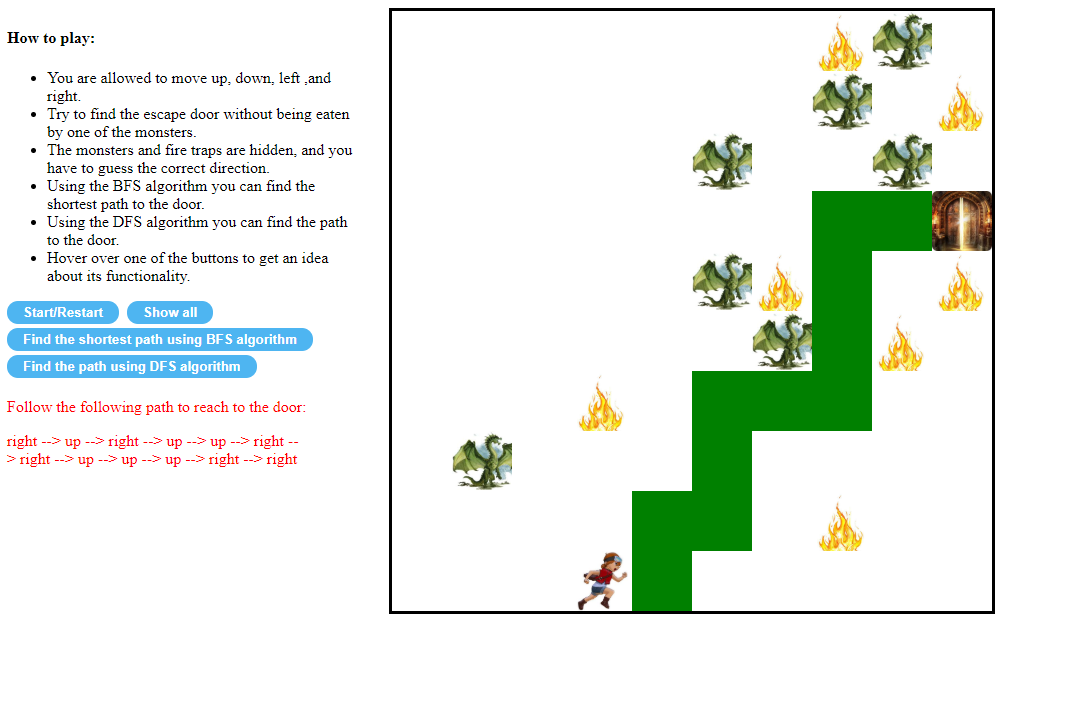 How to play:
• You are allowed to move up, down, left ,and
right.
• Try to find the escape door without being eaten
by one of the monsters.
• The monsters and fire traps are hidden, and you
have to guess the correct direction.
• Using the BFS algorithm you can find the
shortest path to the door.
• Using the DFS algorithm you can find the path
to the door.
• Hover over one of the buttons to get an idea
about its functionality.
Start/Restart Show all
Find the shortest path using BFS algorithm
Find the path using DFS algorithm
Follow the following path to reach to the door:
right --> up --> right --> up --> up --> right --
> right --> up --> up --> up --> right --> right